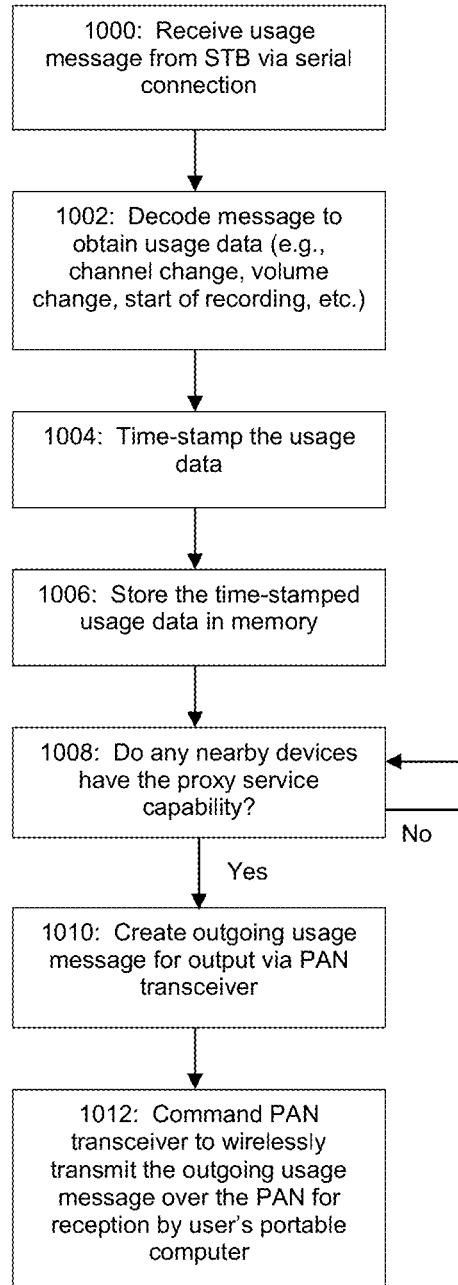 1000: Receive usage
message from STB via serial
connection
1002: Decode message to
obtain usage data (e.g.,
channel change, volume
change, start of recording, etc.)
1004: Time-stamp the usage
data
1006: Store the time-stamped
usage data in memory
1008: Do any nearby devices
have the proxy service
capability?
No
Yes
1010: Create outgoing usage
message for output via PAN
transceiver
1012: Command PAN
transceiver to wirelessly
transmit the outgoing usage
message over the PAN for
reception by user's portable
computer